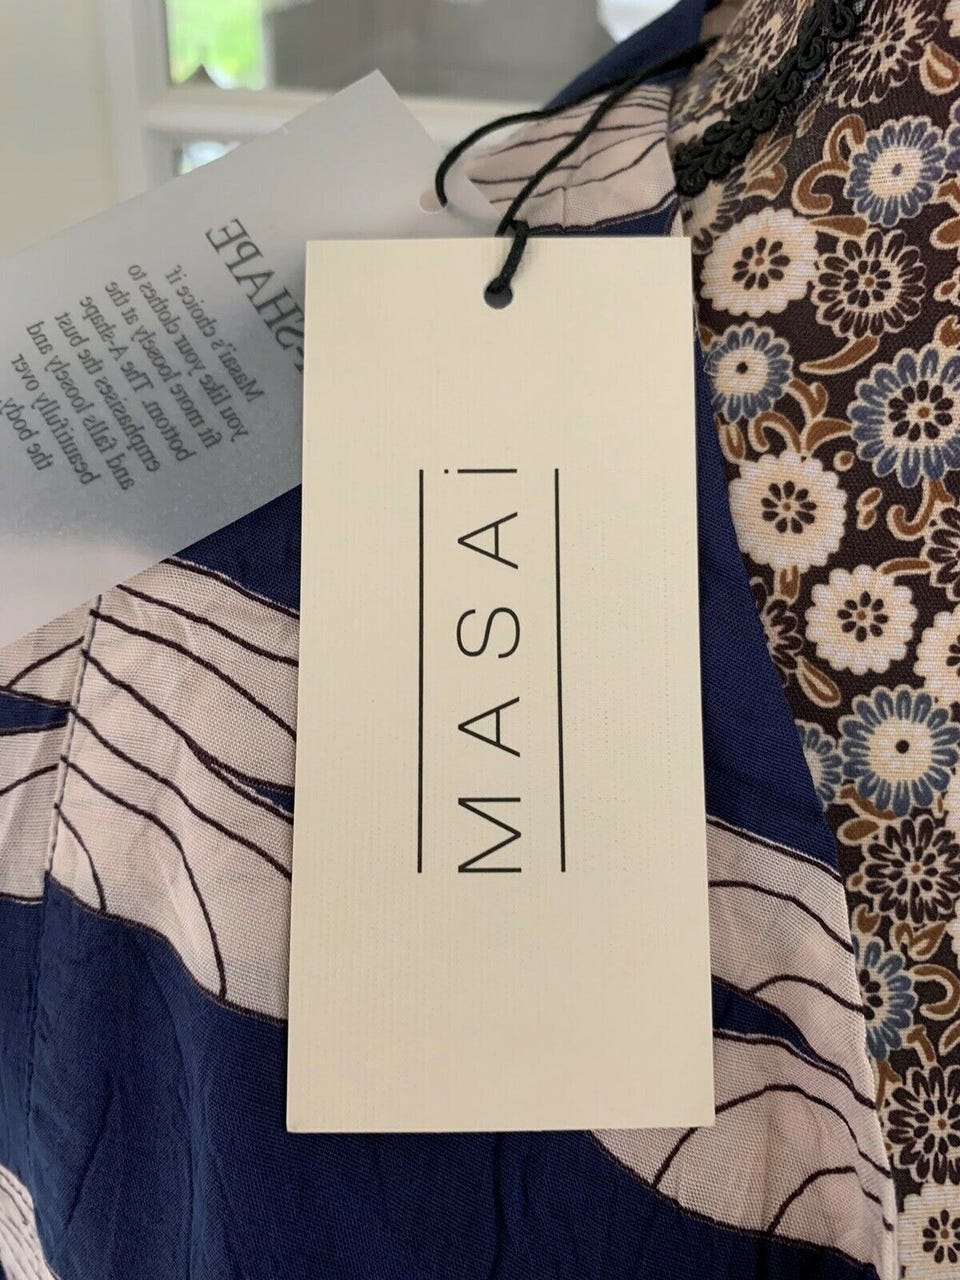 MASAi
A-SHAPE
Masai's choice if
you like your clothes to
fit more loosely at the
bottom. The A-shape
emphasises the bust
and falls loosely and
beautifully over
the body.